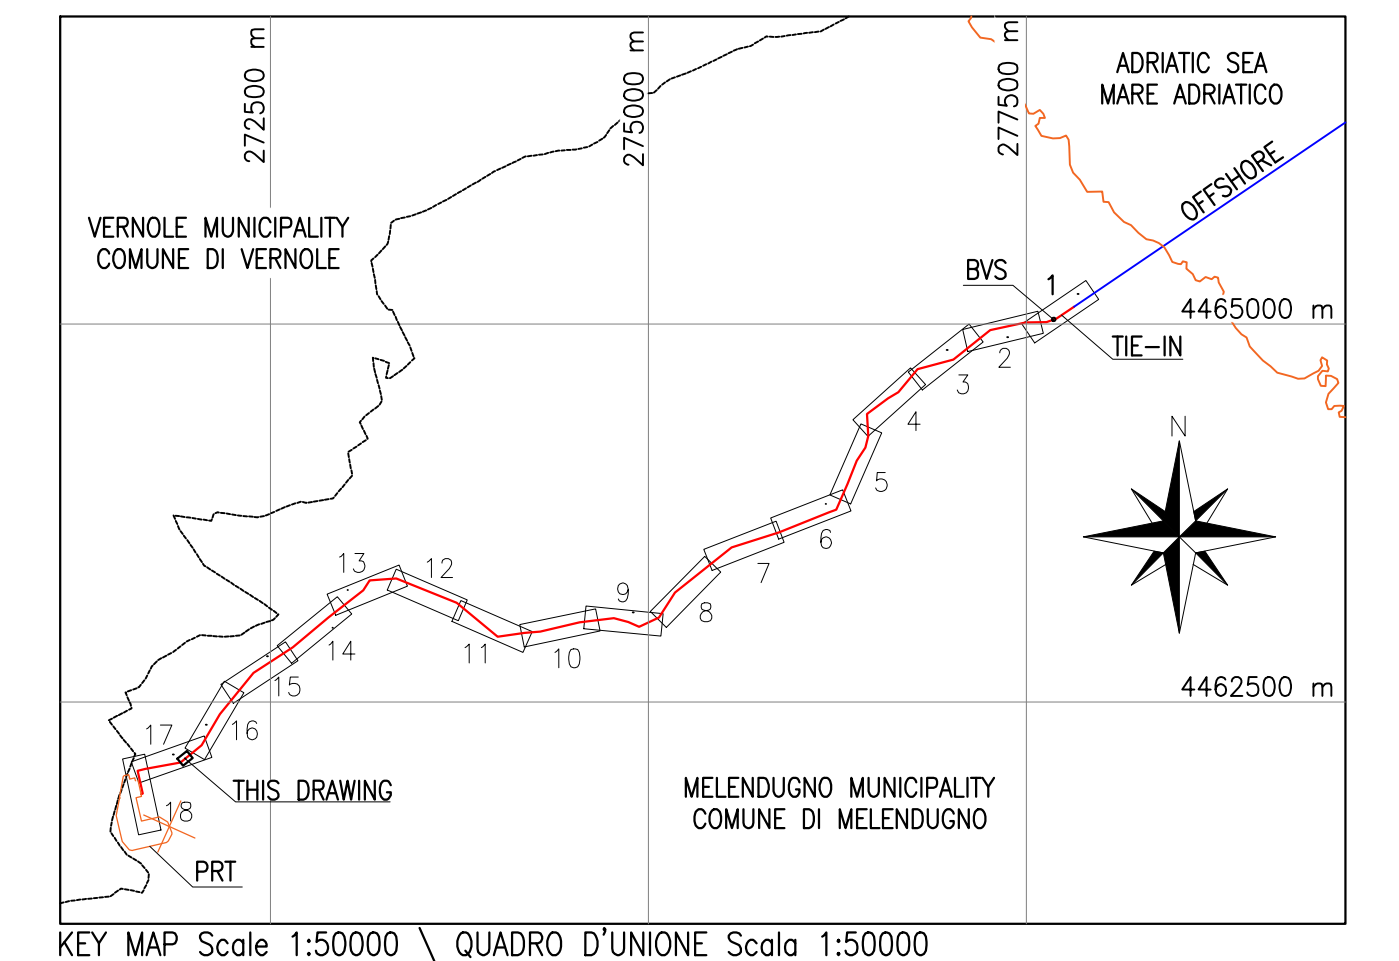 272500 m
275000 m
277500 m
ADRIATIC SEA
MARE ADRIATICO
OFFSHORE
VERNOLE MUNICIPALITY
COMUNE DI VERNOLE
BVS
1
4465000 m
TIE-IN
2
3
4
N
5
6
7
13
12
9
8
14
11
10
15
4462500 m
16
17
THIS DRAWING
MELENDUGNO MUNICIPALITY
COMUNE DI MELENDUGNO
18
PRT
KEY MAP Scale 1:50000 \ QUADRO D'UNIONE Scala 1:50000